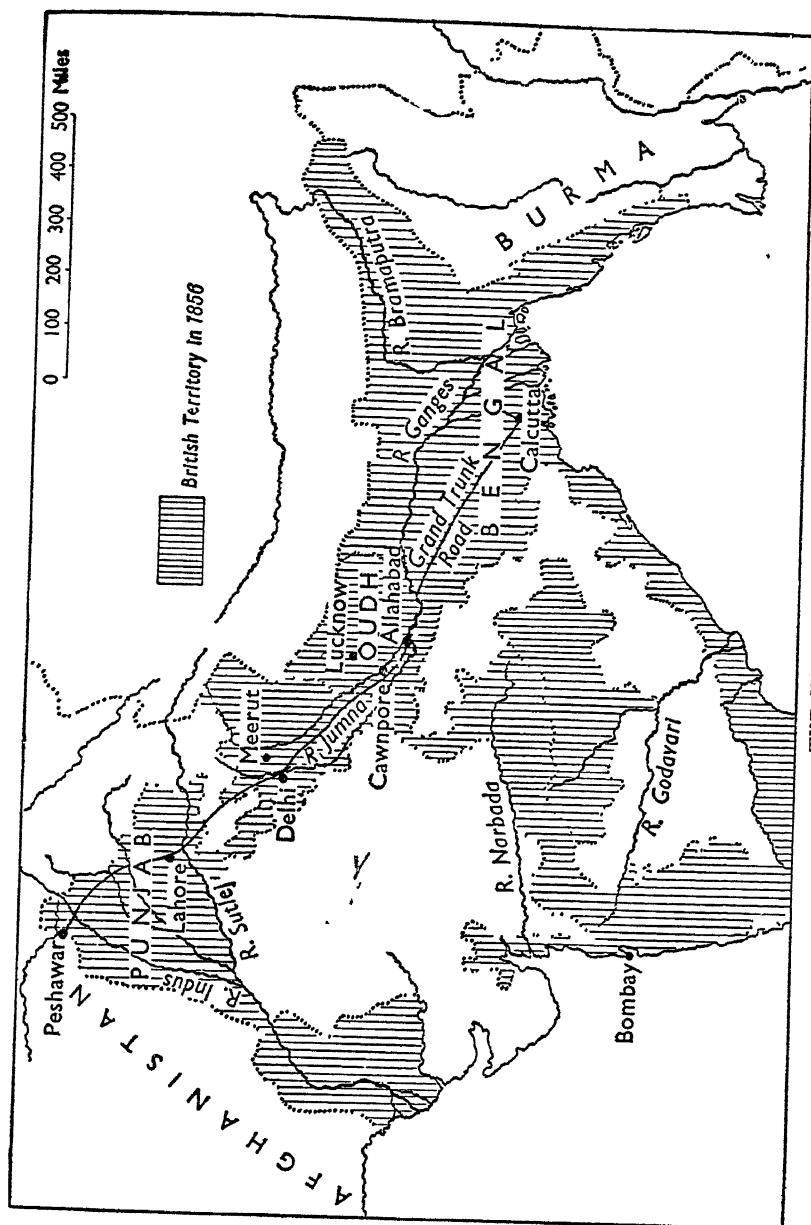 0 100 200 300 400 500 Miles
British Territory in 1856
AFGHANISTAN
Peshawar
PUNJAB
Lahore
R. Indus
R. Sutlej
Meerut
Delhi
R. Jumna
Lucknow
OUDH
Cawnpore
Allahabad
R. Ganges
R. Bramaputra
Grand Trunk
Road
BENGAL
Calcutta
BURMA
R. Narbada
R. Godavari
Bombay